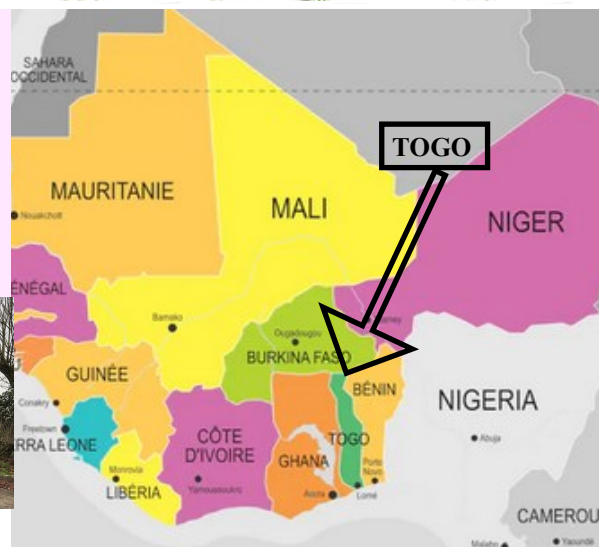 SAHARA
OCCIDENTAL
TOGO
MAURITANIE
Nouakchott
MALI
NIGER
ÉNÉGAL
Bamako
Ougadougou
BURKINA FASO
GUINÉE
BÉNIN
NIGERIA
Conakry
Freetown
RRA LEONE
CÔTE
D'IVOIRE
TOGO
GHANA
Abuja
Monrovia
LIBÉRIA
Yamoussoukro
Porto
Novo
Accra
Lomé
CAMEROU
Malabo
Yaoundé